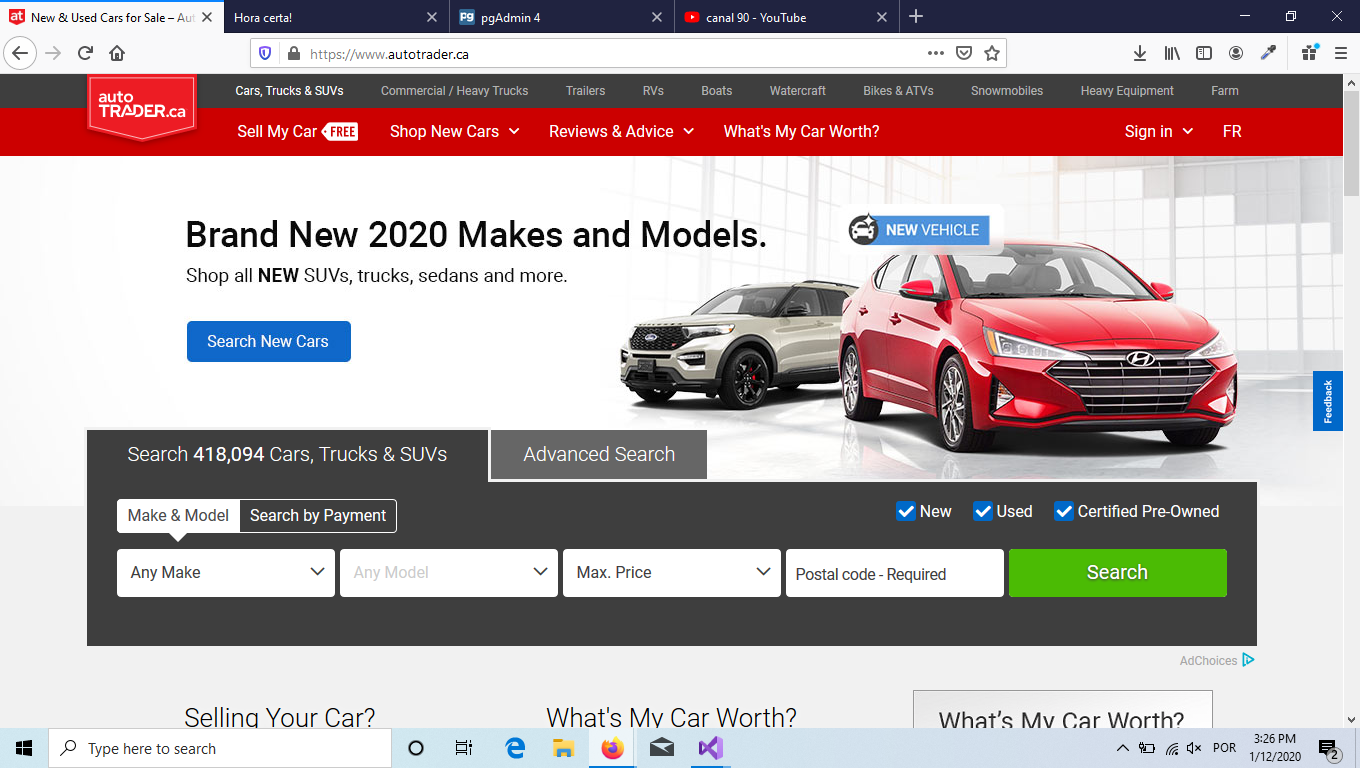 New & Used Cars for Sale – Aut
Hora certa!
pgAdmin 4
canal 90 - YouTube
https://www.autotrader.ca
auto
TRADER.ca
Cars, Trucks & SUVs
Commercial / Heavy Trucks
Trailers
RVs
Boats
Watercraft
Bikes & ATVs
Snowmobiles
Heavy Equipment
Farm
Sell My Car FREE
Shop New Cars
Reviews & Advice
What's My Car Worth?
Sign in
FR
Brand New 2020 Makes and Models.
Shop all NEW SUVs, trucks, sedans and more.
Search New Cars
NEW VEHICLE
Feedback
Search 418,094 Cars, Trucks & SUVs
Advanced Search
Make & Model
Search by Payment
New
Used
Certified Pre-Owned
Any Make
Any Model
Max. Price
Postal code - Required
Search
AdChoices
Selling Your Car?
What's My Car Worth?
What's My Car Worth?
Type here to search
POR
3:26 PM
1/12/2020
2